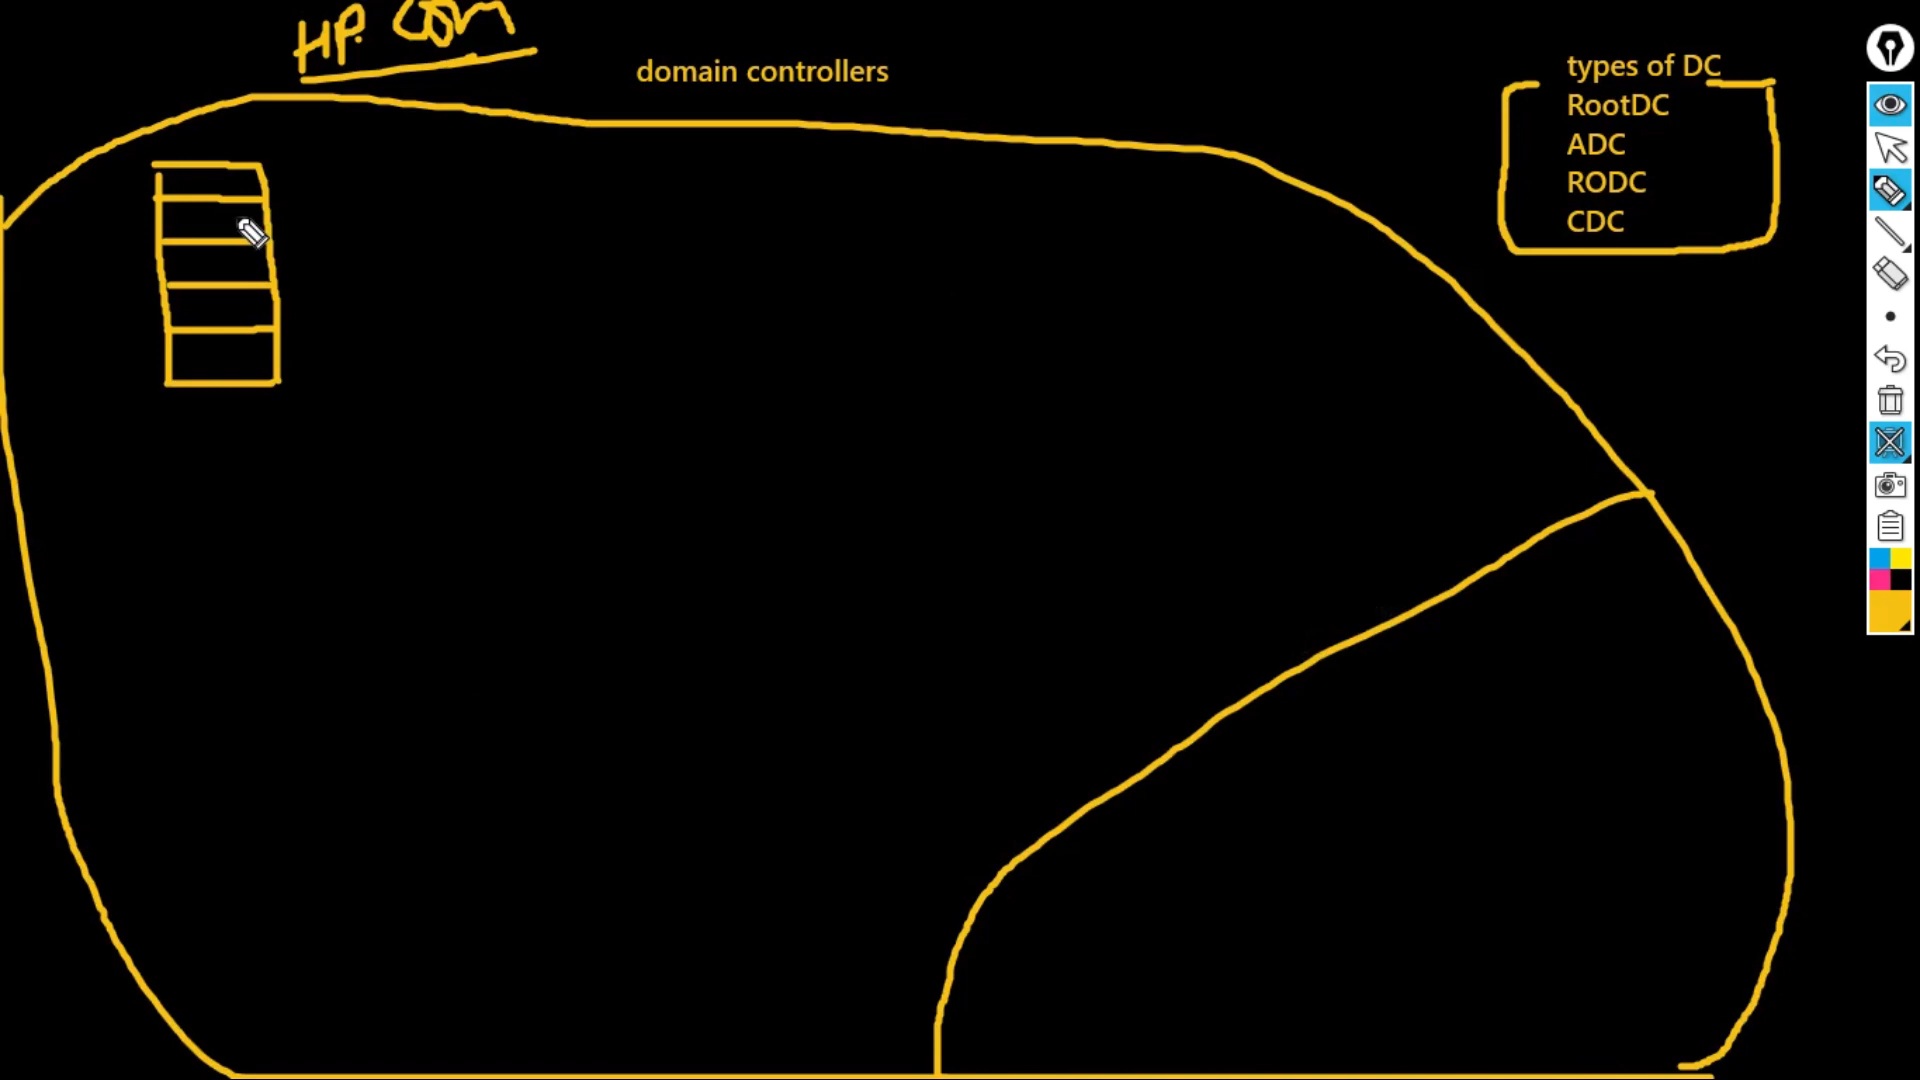 HP. Com
domain controllers
types of DC
RootDC
ADC
RODC
CDC